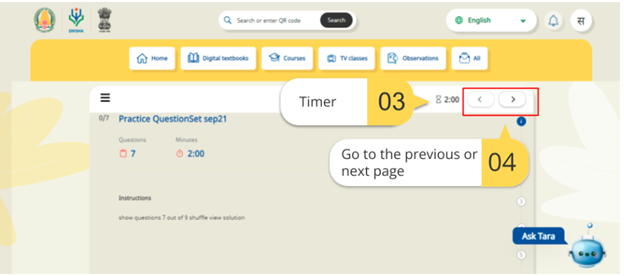 DIKSHA
Search or enter QR code
Search
English
स
Home
Digital textbooks
Courses
TV classes
Observations
All
Timer
03
2:00
0/7
Practice QuestionSet sep21
Questions
Minutes
7
2:00
Go to the previous or
next page
04
Instructions
show questions 7 out of 9 shuffle view solution
Ask Tara